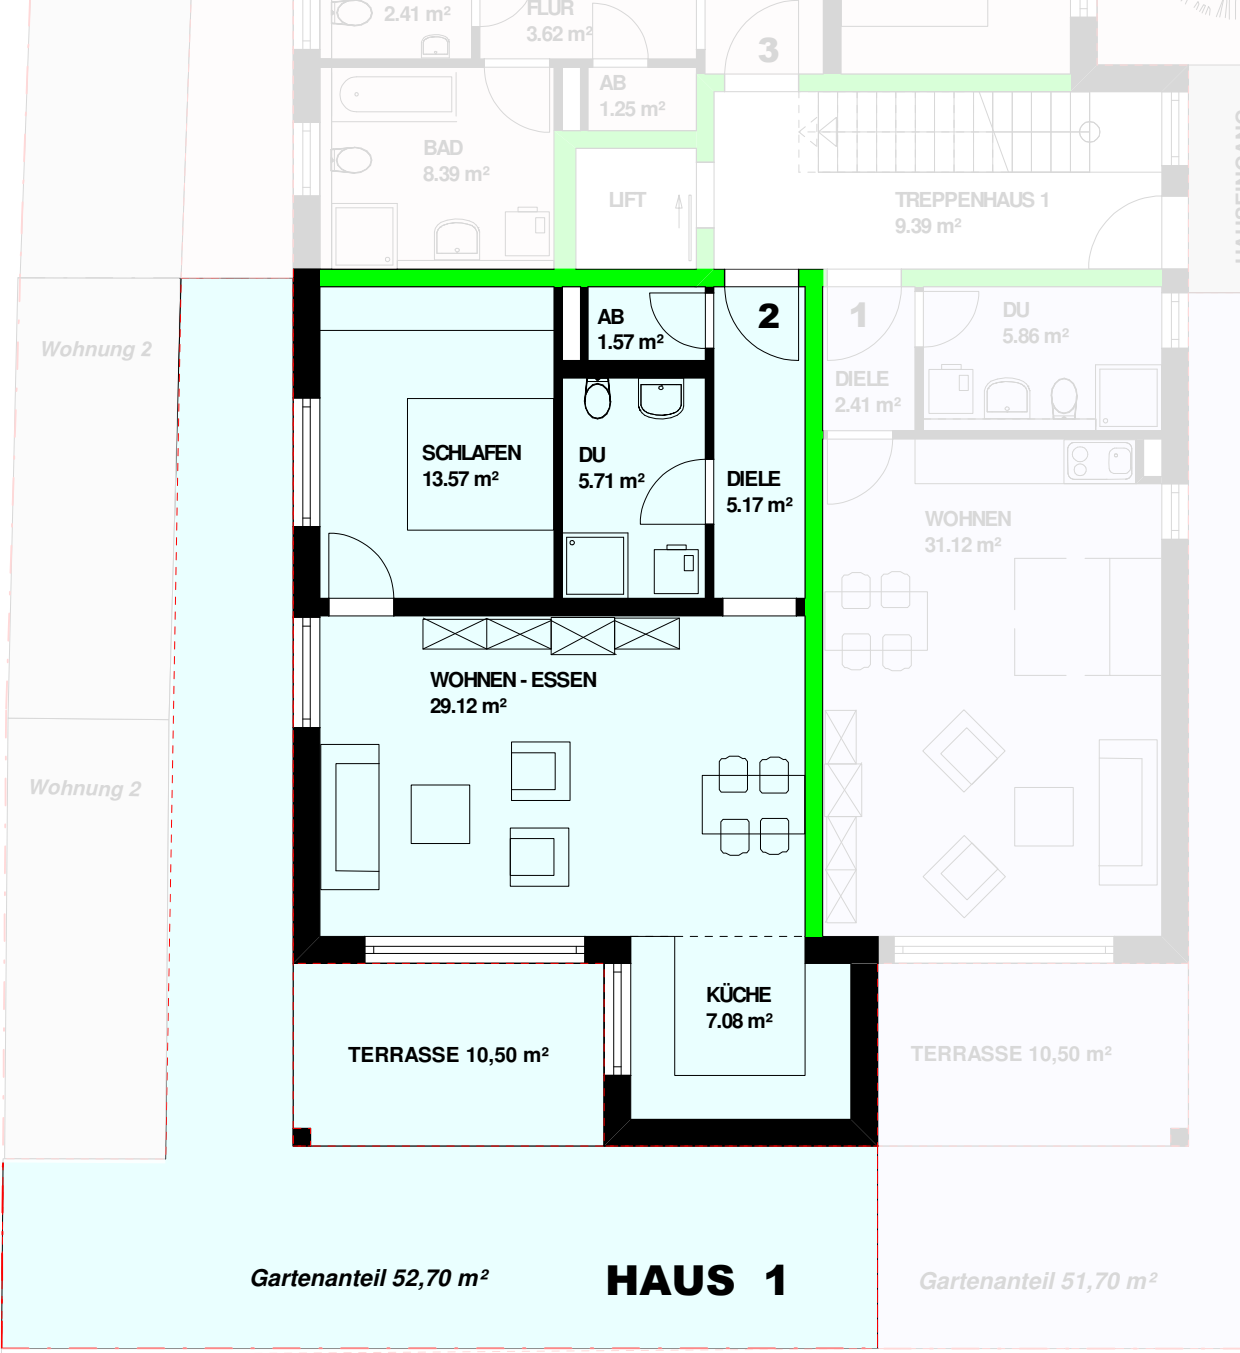 2.41 m²
FLUR
3.62 m²
3
AB
1.25 m²
BAD
8.39 m²
LIFT
TREPPENHAUS 1
9.39 m²
HAUSEINGANG
Wohnung 2
AB
1.57 m²
2
1
DU
5.86 m²
DIELE
2.41 m²
SCHLAFEN
13.57 m²
DU
5.71 m²
DIELE
5.17 m²
WOHNEN
31.12 m²
WOHNEN - ESSEN
29.12 m²
Wohnung 2
KÜCHE
7.08 m²
TERRASSE 10,50 m²
TERRASSE 10,50 m²
Gartenanteil 52,70 m²
HAUS 1
Gartenanteil 51,70 m²